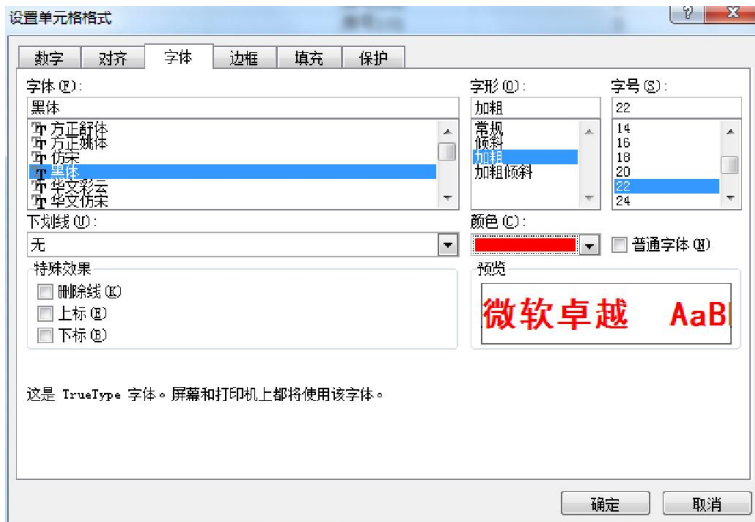 设置单元格格式
数字 对齐 字体 边框 填充 保护
字体(F): 字形(O): 字号(S):
黑体 加粗 22
方正舒体 常规 14
方正姚体 倾斜 16
仿宋 加粗 18
黑体 加粗倾斜 20
华文彩云 22
华文仿宋 24
下划线(U): 颜色(C):
无 普通字体(N)
特殊效果 预览
删除线(K)
上标(E)
下标(B)
微软卓越 AaB
这是 TrueType 字体。屏幕和打印机上都将使用该字体。
确定 取消